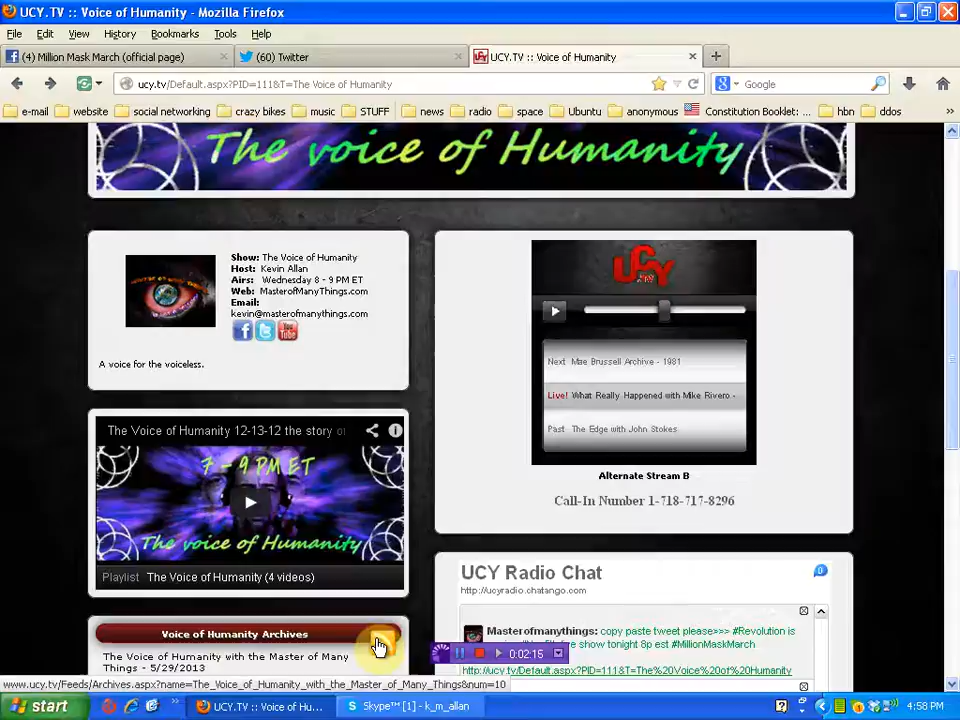 UCY.TV :: Voice of Humanity - Mozilla Firefox
File Edit View History Bookmarks Tools Help
(4) Million Mask March (official page)
(60) Twitter
UCY.TV :: Voice of Humanity
ucy.tv/Default.aspx?PID=111&T=The Voice of Humanity
Google
e-mail website social networking crazy bikes music STUFF news radio space Ubuntu anonymous Constitution Booklet: ... hbn ddos
The voice of Humanity
Show: The Voice of Humanity
Host: Kevin Allan
Airs: Wednesday 8 - 9 PM ET
Web: MasterofManyThings.com
Email:
kevin@masterofmanythings.com
You Tube
A voice for the voiceless.
The Voice of Humanity 12-13-12 the story of
7 - 9 PM ET
The voice of Humanity
Playlist The Voice of Humanity (4 videos)
Voice of Humanity Archives
The Voice of Humanity with the Master of Many
Things - 5/29/2013
UCY
Next Mae Brussell Archive - 1981
Live! What Really Happened with Mike Rivero -
Past The Edge with John Stokes
Alternate Stream B
Call-In Number 1-718-717-8296
UCY Radio Chat
0
http://ucyradio.chatango.com
Masterofmanythings: copy paste tweet please>>> #Revolution is
show tonight 8p est #MillionMaskMarch
http://ucy.tv/Default.aspx?PID=111&T=The%20Voice%20of%20Humanity
0:02:15
www.ucy.tv/Feeds/Archives.aspx?name=The_Voice_of_Humanity_with_the_Master_of_Many_Things&num=10
start
UCY.TV :: Voice of Hu...
Skype™ [1] - k_m_allan
4:58 PM